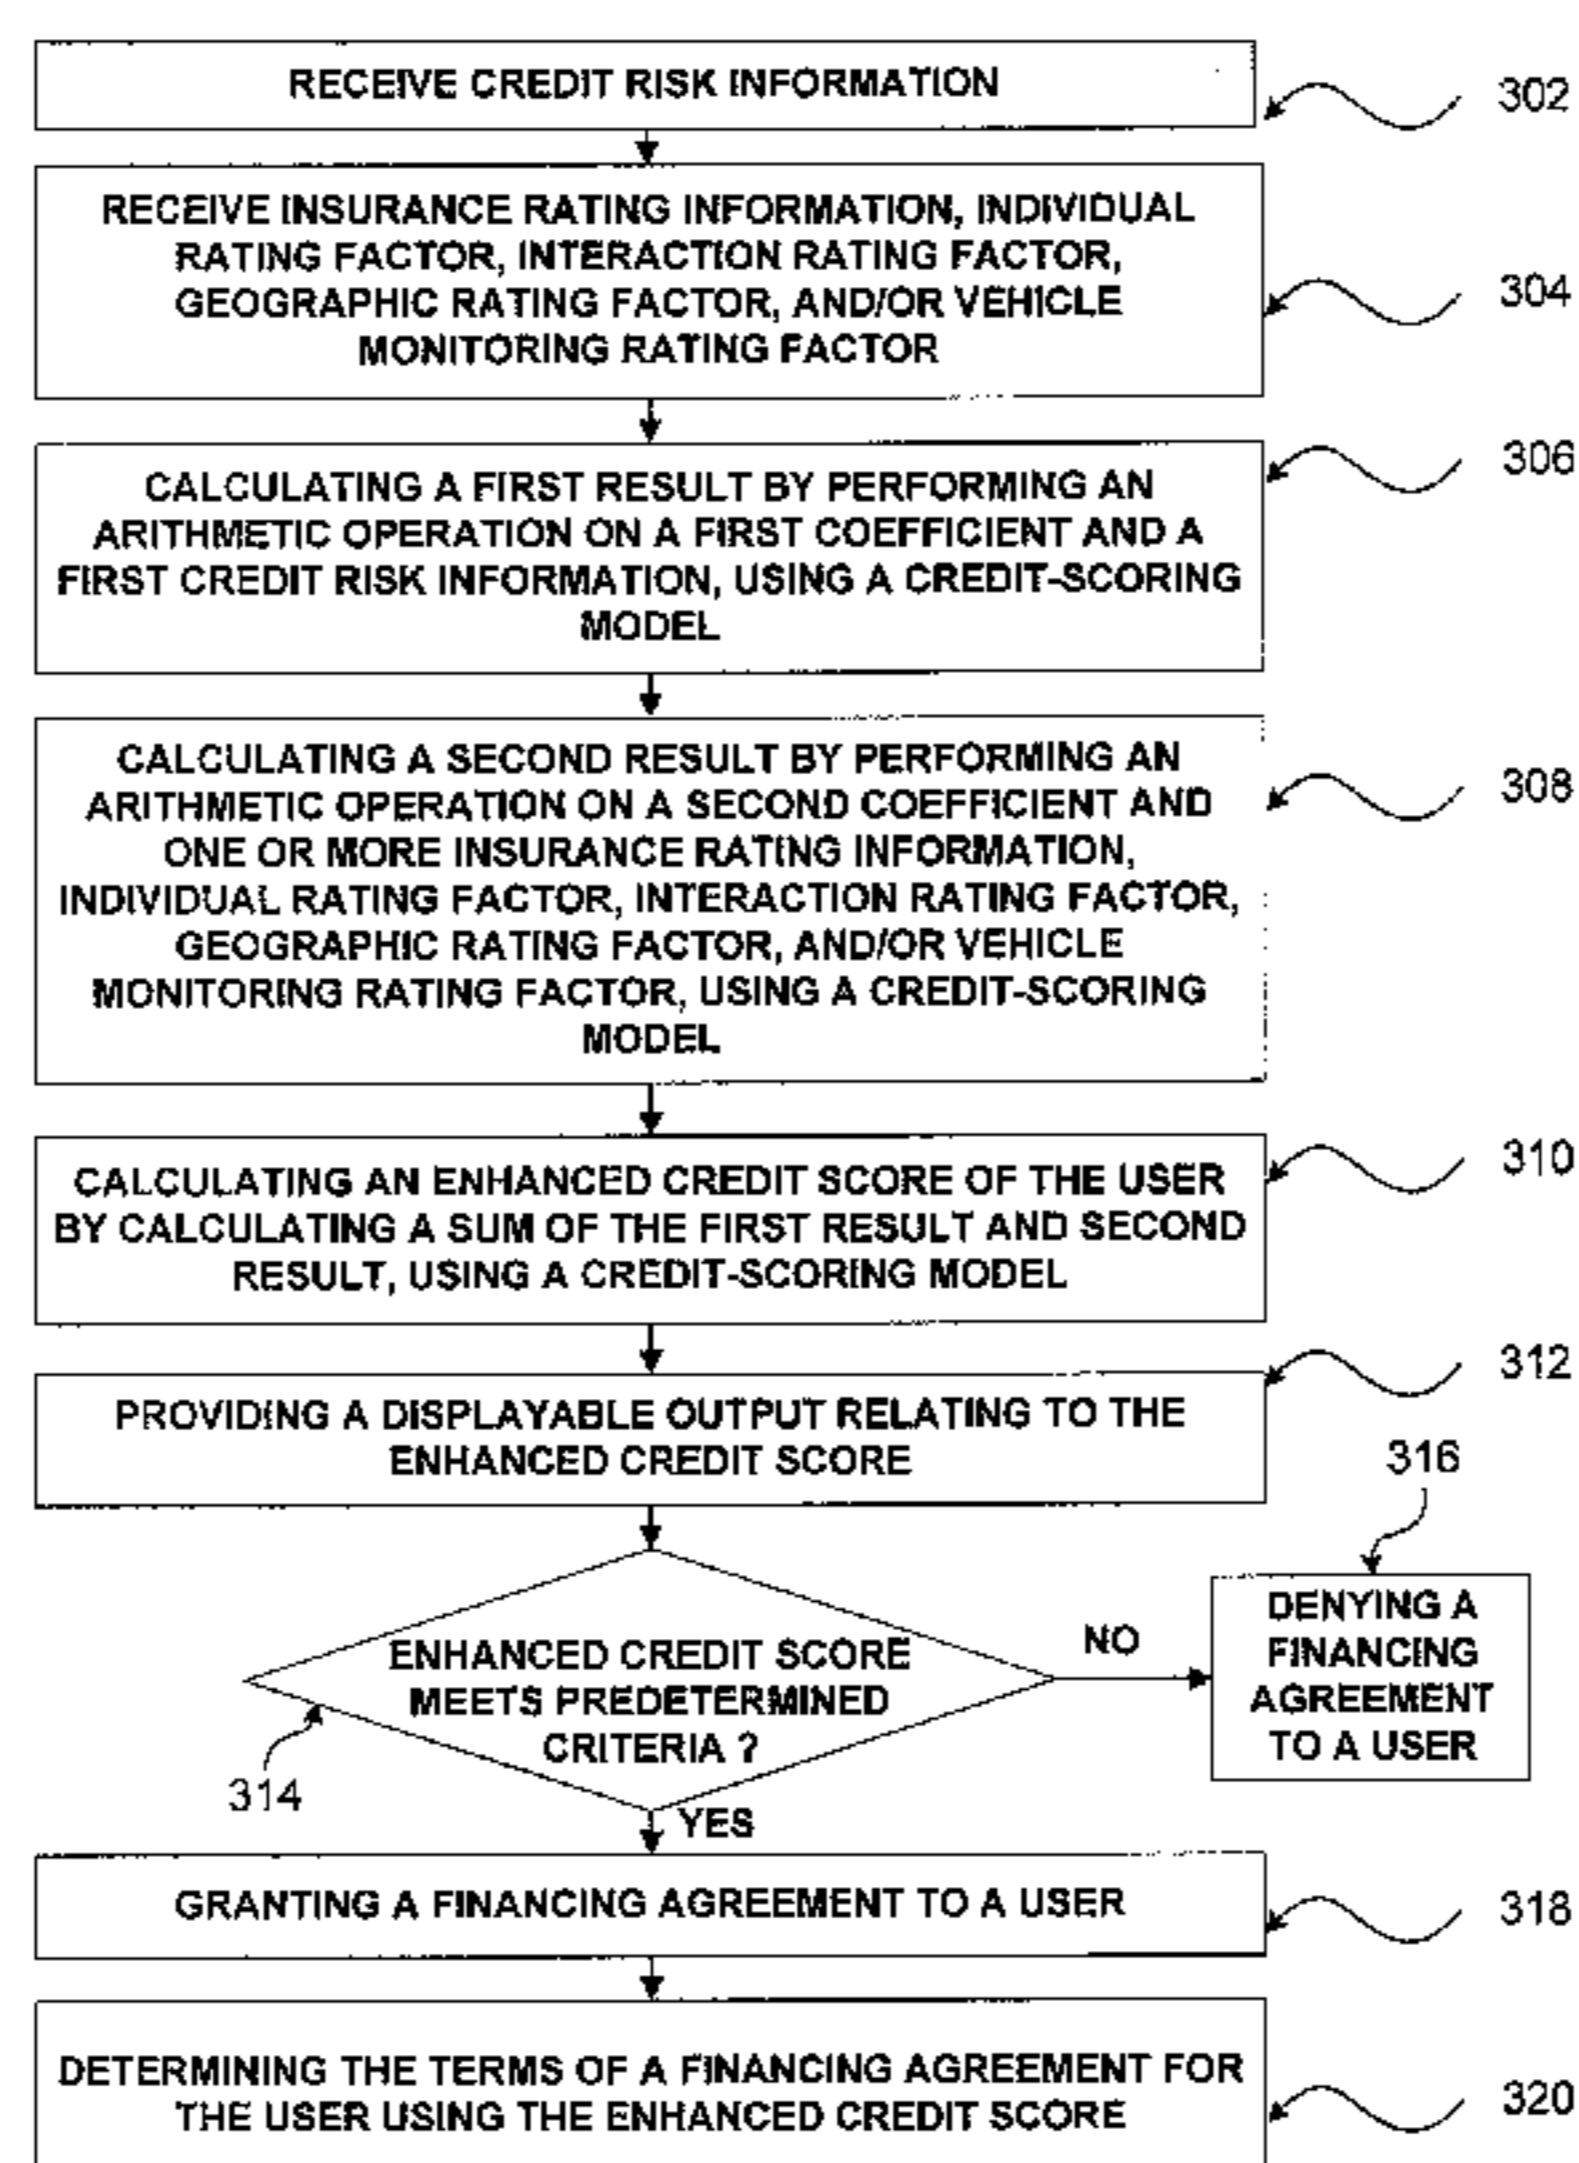 RECEIVE CREDIT RISK INFORMATION
302
RECEIVE INSURANCE RATING INFORMATION, INDIVIDUAL
RATING FACTOR, INTERACTION RATING FACTOR,
GEOGRAPHIC RATING FACTOR, AND/OR VEHICLE
MONITORING RATING FACTOR
304
CALCULATING A FIRST RESULT BY PERFORMING AN
ARITHMETIC OPERATION ON A FIRST COEFFICIENT AND A
FIRST CREDIT RISK INFORMATION, USING A CREDIT-SCORING
MODEL
306
CALCULATING A SECOND RESULT BY PERFORMING AN
ARITHMETIC OPERATION ON A SECOND COEFFICIENT AND
ONE OR MORE INSURANCE RATING INFORMATION,
INDIVIDUAL RATING FACTOR, INTERACTION RATING FACTOR,
GEOGRAPHIC RATING FACTOR, AND/OR VEHICLE
MONITORING RATING FACTOR, USING A CREDIT-SCORING
MODEL
308
CALCULATING AN ENHANCED CREDIT SCORE OF THE USER
BY CALCULATING A SUM OF THE FIRST RESULT AND SECOND
RESULT, USING A CREDIT-SCORING MODEL
310
PROVIDING A DISPLAYABLE OUTPUT RELATING TO THE
ENHANCED CREDIT SCORE
312
ENHANCED CREDIT SCORE
MEETS PREDETERMINED
CRITERIA ?
314
NO
316
DENYING A
FINANCING
AGREEMENT
TO A USER
YES
GRANTING A FINANCING AGREEMENT TO A USER
318
DETERMINING THE TERMS OF A FINANCING AGREEMENT FOR
THE USER USING THE ENHANCED CREDIT SCORE
320